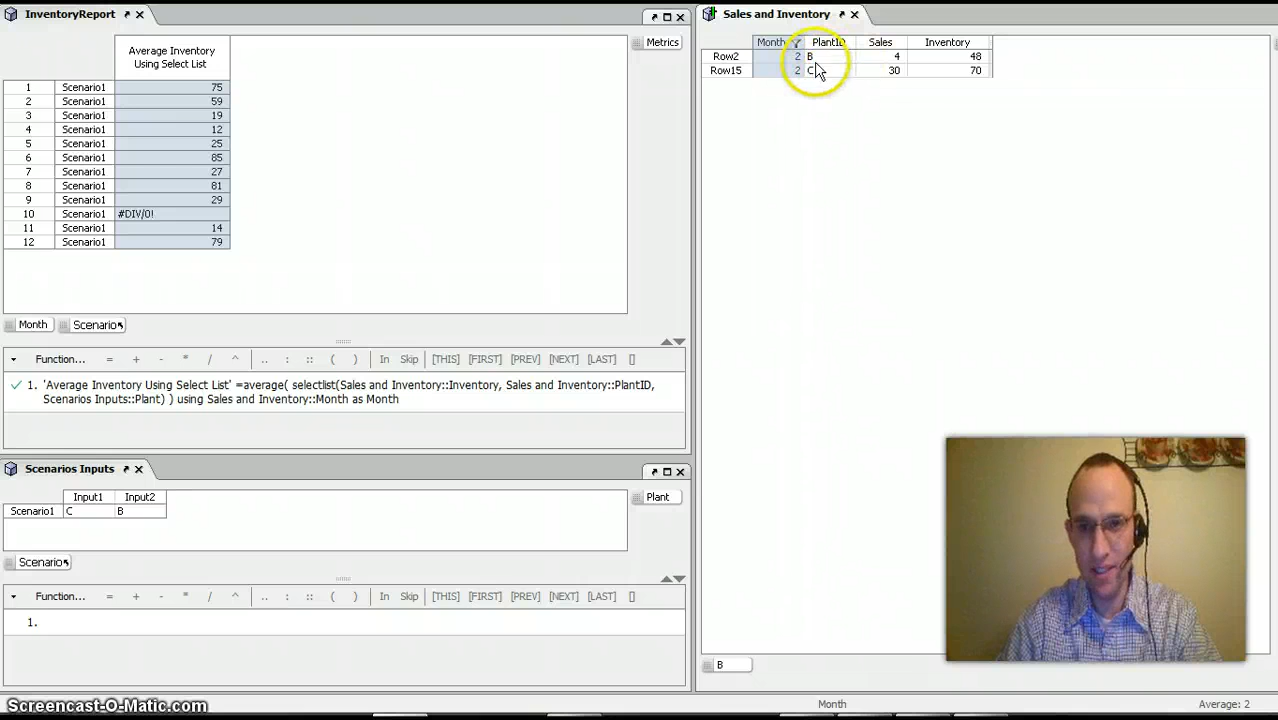 InventoryReport
Metrics
Average Inventory
Using Select List
1 Scenario1 75
2 Scenario1 59
3 Scenario1 19
4 Scenario1 12
5 Scenario1 25
6 Scenario1 85
7 Scenario1 27
8 Scenario1 81
9 Scenario1 29
10 Scenario1 #DIV/0!
11 Scenario1 14
12 Scenario1 79
Month Scenario
Function... = + - * / ^ .. : :: ( ) In Skip [THIS] [FIRST] [PREV] [NEXT] [LAST] []
1. 'Average Inventory Using Select List' =average( selectlist(Sales and Inventory::Inventory, Sales and Inventory::PlantID,
Scenarios Inputs::Plant) ) using Sales and Inventory::Month as Month
Scenarios Inputs
Plant
Input1 Input2
Scenario1 C B
Scenario
Function... = + - * / ^ .. : :: ( ) In Skip [THIS] [FIRST] [PREV] [NEXT] [LAST] []
1.
Sales and Inventory
Month PlantID Sales Inventory
Row2 2 B 4 48
Row15 2 C 30 70
B
Screencast-O-Matic.com
Month
Average: 2